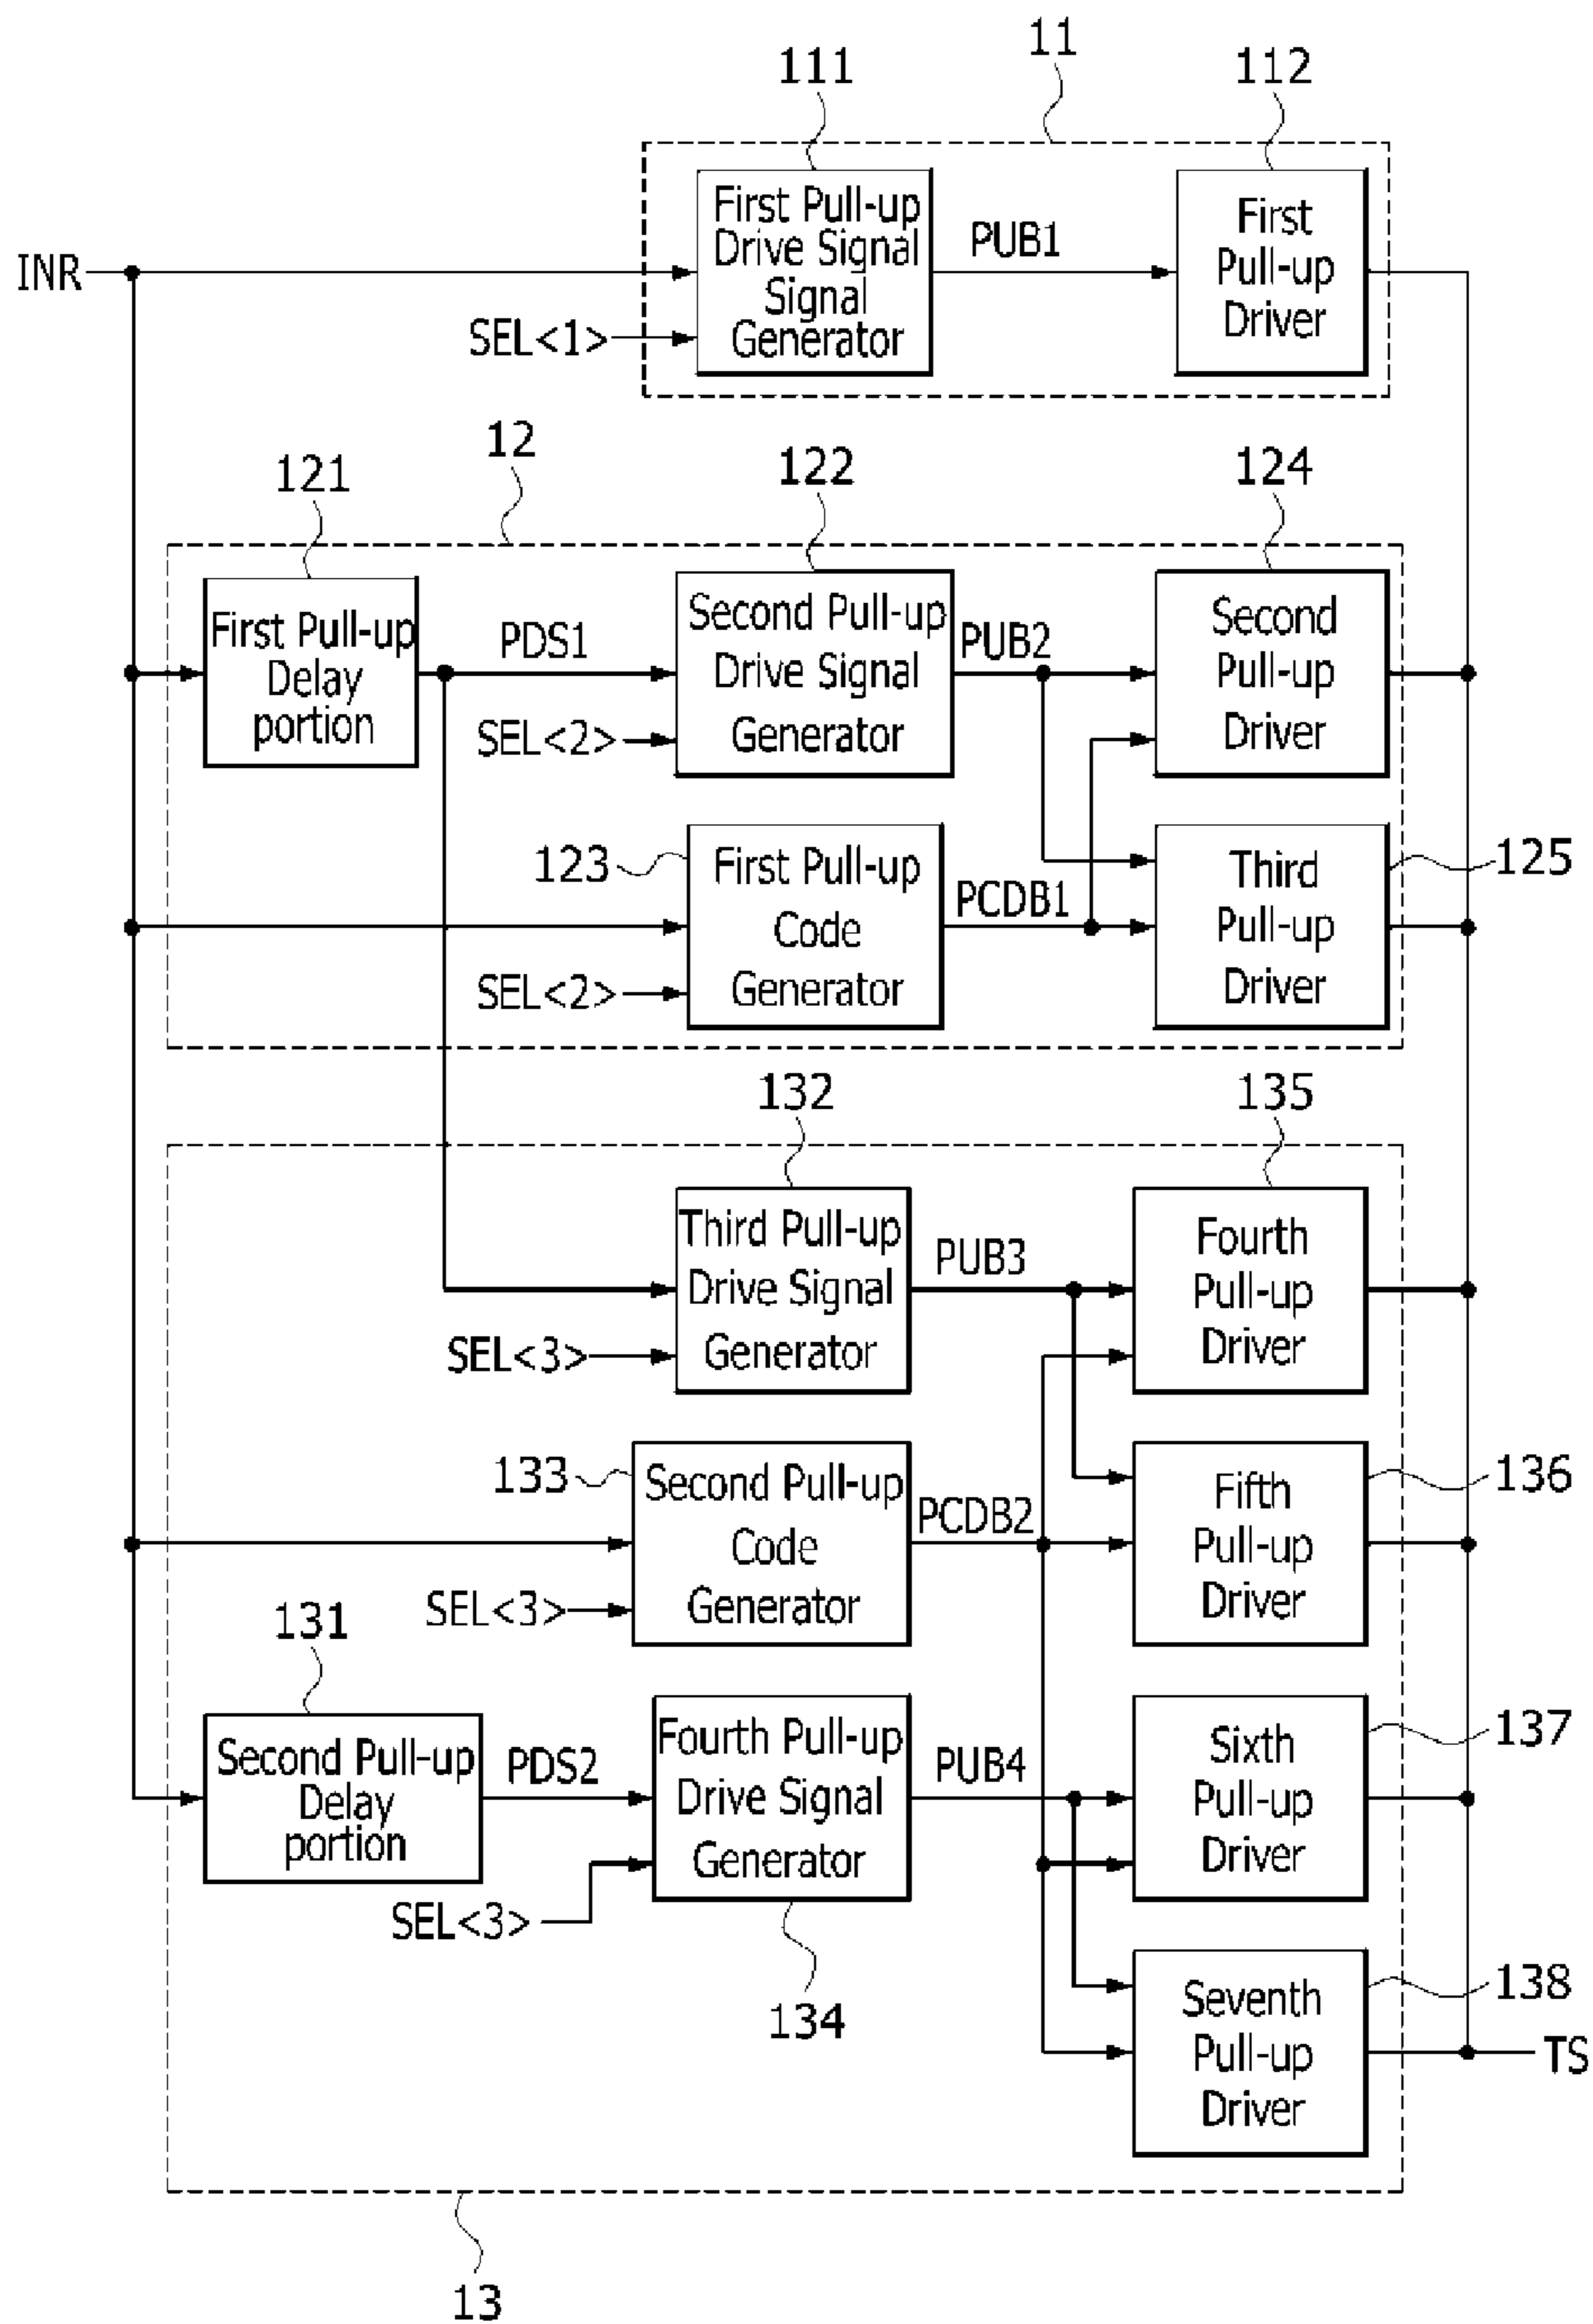 11
111
112
First Pull-up
Drive Signal
Signal
Generator
PUB1
First
Pull-up
Driver
INR
SEL<1>
12
121
122
124
First Pull-up
Delay
portion
PDS1
Second Pull-up
Drive Signal
Generator
PUB2
Second
Pull-up
Driver
SEL<2>
123
First Pull-up
Code
Generator
PCDB1
Third
Pull-up
Driver
125
SEL<2>
132
135
Third Pull-up
Drive Signal
Generator
PUB3
Fourth
Pull-up
Driver
SEL<3>
133
Second Pull-up
Code
Generator
PCDB2
Fifth
Pull-up
Driver
136
SEL<3>
131
Second Pull-up
Delay
portion
PDS2
Fourth Pull-up
Drive Signal
Generator
PUB4
Sixth
Pull-up
Driver
137
SEL<3>
134
Seventh
Pull-up
Driver
138
TS
13